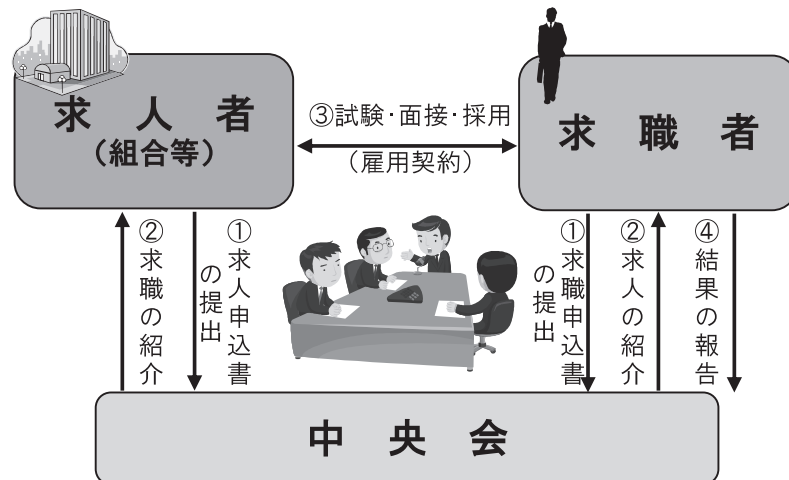 求人者
（組合等）
③試験・面接・採用
（雇用契約）
求職者
②求職の紹介
①求人申込書
の提出
①求職申込書
の提出
②求人の紹介
④結果の報告
中央会